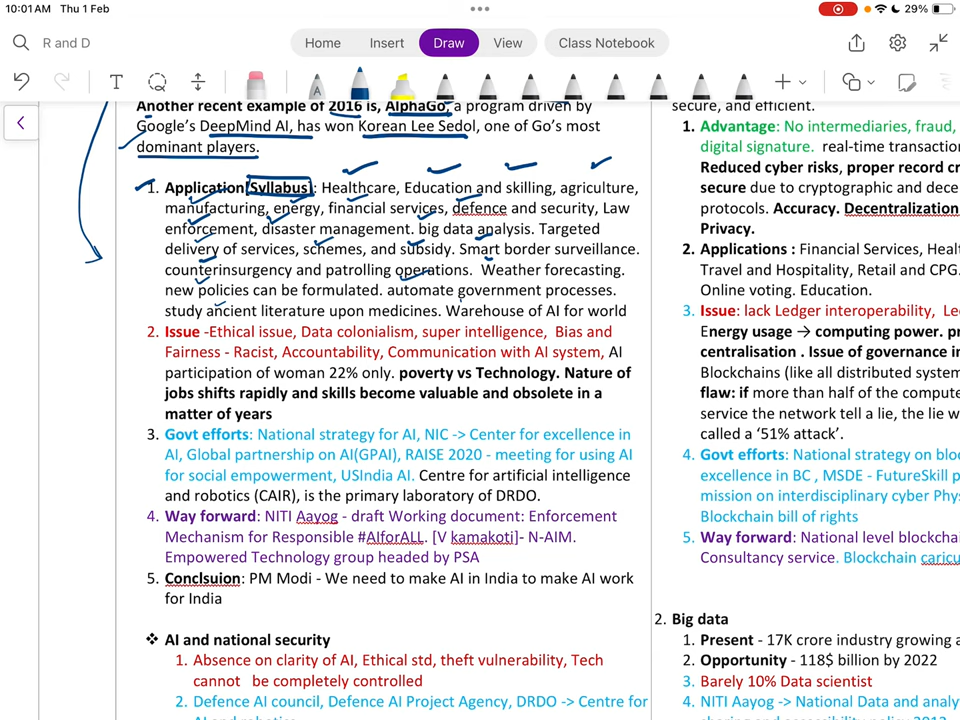 10:01AM Thu 1 Feb
29%
R and D
Home Insert Draw View Class Notebook
Another recent example of 2016 is, AlphaGo, a program driven by
Google's DeepMind AI, has won Korean Lee Sedol, one of Go's most
dominant players.
1. Application(Syllabus): Healthcare, Education and skilling, agriculture,
manufacturing, energy, financial services, defence and security, Law
enforcement, disaster management. big data analysis. Targeted
delivery of services, schemes, and subsidy. Smart border surveillance.
counterinsurgency and patrolling operations. Weather forecasting.
new policies can be formulated. automate government processes.
study ancient literature upon medicines. Warehouse of AI for world
2. Issue -Ethical issue, Data colonialism, super intelligence, Bias and
Fairness - Racist, Accountability, Communication with AI system, AI
participation of woman 22% only. poverty vs Technology. Nature of
jobs shifts rapidly and skills become valuable and obsolete in a
matter of years
3. Govt efforts: National strategy for AI, NIC -> Center for excellence in
AI, Global partnership on AI(GPAI), RAISE 2020 - meeting for using AI
for social empowerment, USIndia AI. Centre for artificial intelligence
and robotics (CAIR), is the primary laboratory of DRDO.
4. Way forward: NITI Aayog - draft Working document: Enforcement
Mechanism for Responsible #AIforALL. [V kamakoti]- N-AIM.
Empowered Technology group headed by PSA
5. Conclsuion: PM Modi - We need to make AI in India to make AI work
for India
❖ AI and national security
1. Absence on clarity of AI, Ethical std, theft vulnerability, Tech
cannot be completely controlled
2. Defence AI council, Defence AI Project Agency, DRDO -> Centre for
secure, and efficient.
1. Advantage: No intermediaries, fraud,
digital signature. real-time transactio
Reduced cyber risks, proper record cr
secure due to cryptographic and dece
protocols. Accuracy. Decentralization
Privacy.
2. Applications : Financial Services, Heal
Travel and Hospitality, Retail and CPG.
Online voting. Education.
3. Issue: lack Ledger interoperability, Le
Energy usage → computing power. pr
centralisation . Issue of governance in
Blockchains (like all distributed system
flaw: if more than half of the compute
service the network tell a lie, the lie w
called a '51% attack'.
4. Govt efforts: National strategy on bloc
excellence in BC , MSDE - FutureSkill p
mission on interdisciplinary cyber Phys
Blockchain bill of rights
5. Way forward: National level blockchai
Consultancy service. Blockchain caricu
2. Big data
1. Present - 17K crore industry growing a
2. Opportunity - 118$ billion by 2022
3. Barely 10% Data scientist
4. NITI Aayog -> National Data and analy